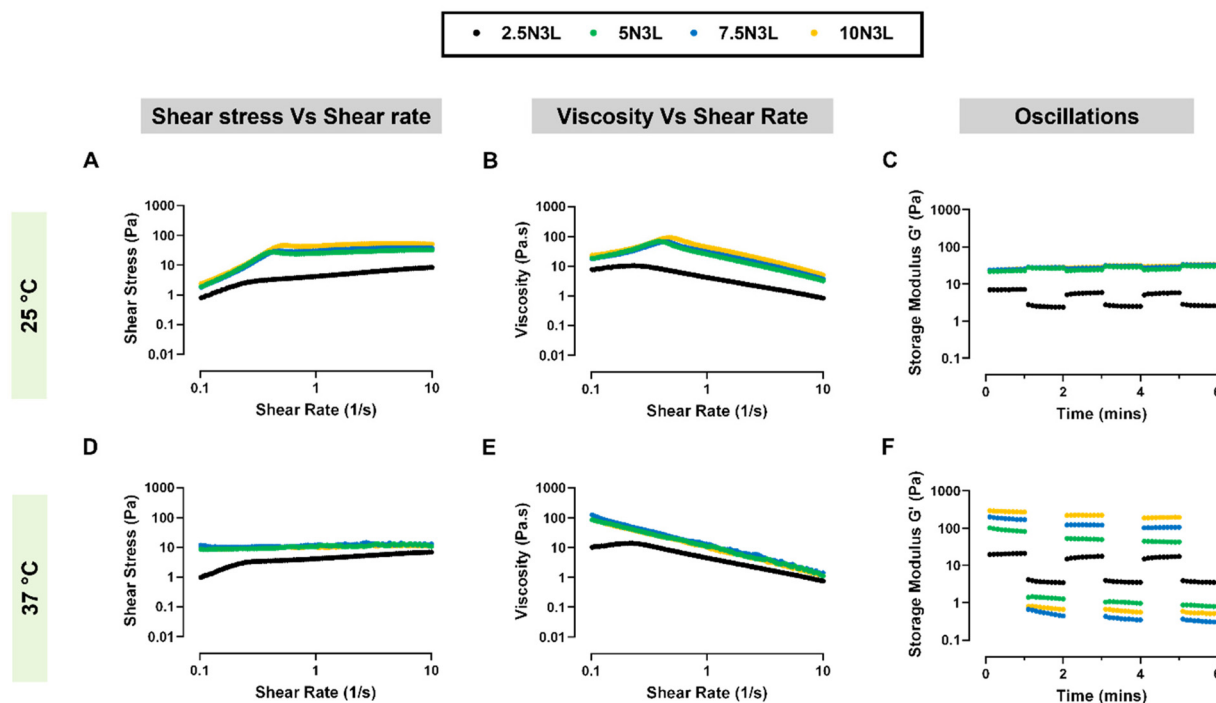 2.5N3L 5N3L 7.5N3L 10N3L
Shear stress Vs Shear rate
Viscosity Vs Shear Rate
Oscillations
25 °C
A
Shear Stress (Pa)
1000
100
10
1
0.1
0.01
0.1 1 10
Shear Rate (1/s)
B
Viscosity (Pa.s)
1000
100
10
1
0.1
0.01
0.1 1 10
Shear Rate (1/s)
C
Storage Modulus G' (Pa)
1000
100
10
1
0.1
0 2 4 6
Time (mins)
37 °C
D
Shear Stress (Pa)
1000
100
10
1
0.1
0.01
0.1 1 10
Shear Rate (1/s)
E
Viscosity (Pa.s)
1000
100
10
1
0.1
0.01
0.1 1 10
Shear Rate (1/s)
F
Storage Modulus G' (Pa)
1000
100
10
1
0.1
0 2 4 6
Time (mins)